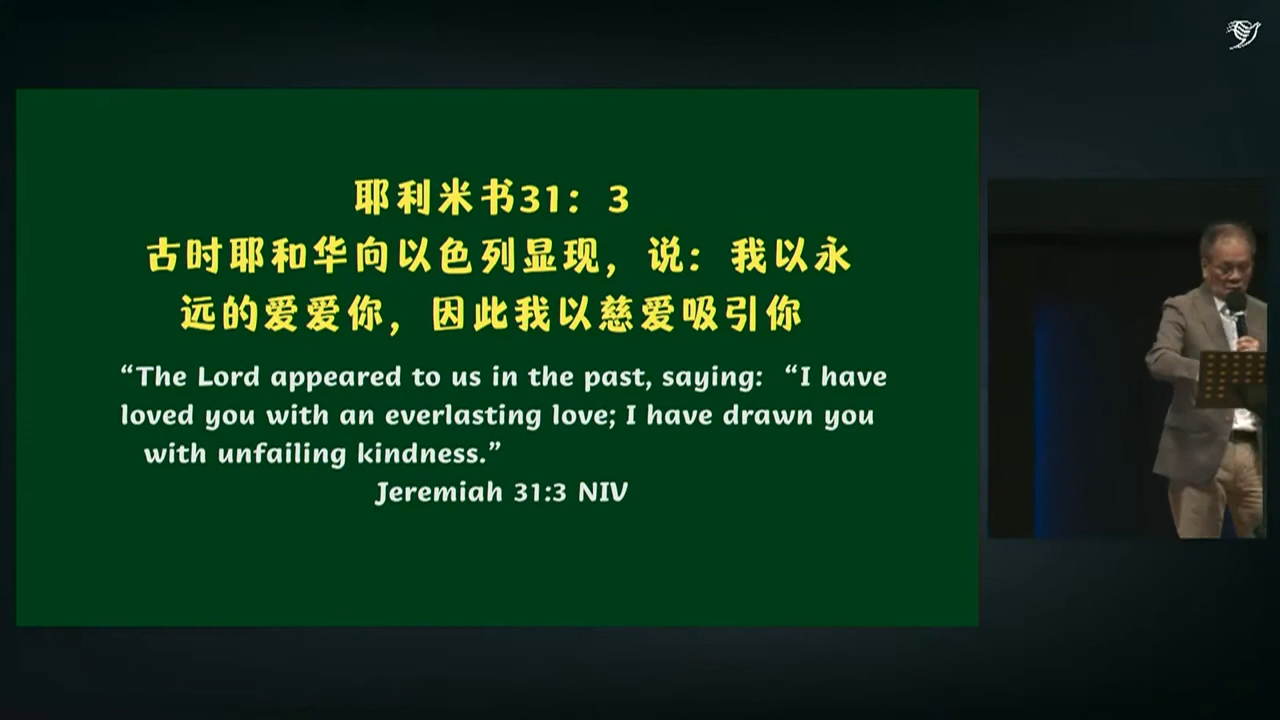 耶利米书31：3
古时耶和华向以色列显现，说：我以永
远的爱爱你，因此我以慈爱吸引你
“The Lord appeared to us in the past, saying: “I have
loved you with an everlasting love; I have drawn you
with unfailing kindness.”
Jeremiah 31:3 NIV